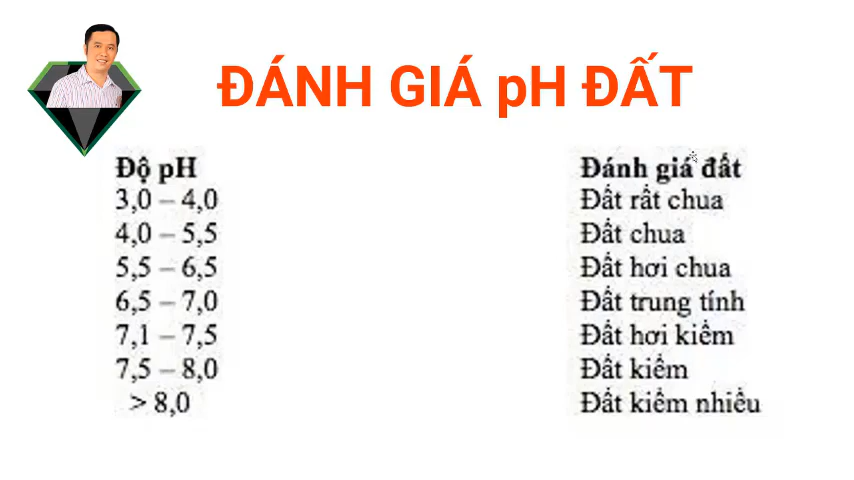 ĐÁNH GIÁ pH ĐẤT
Độ pH Đánh giá đất
3,0 – 4,0 Đất rất chua
4,0 – 5,5 Đất chua
5,5 – 6,5 Đất hơi chua
6,5 – 7,0 Đất trung tính
7,1 – 7,5 Đất hơi kiềm
7,5 – 8,0 Đất kiềm
> 8,0 Đất kiềm nhiều